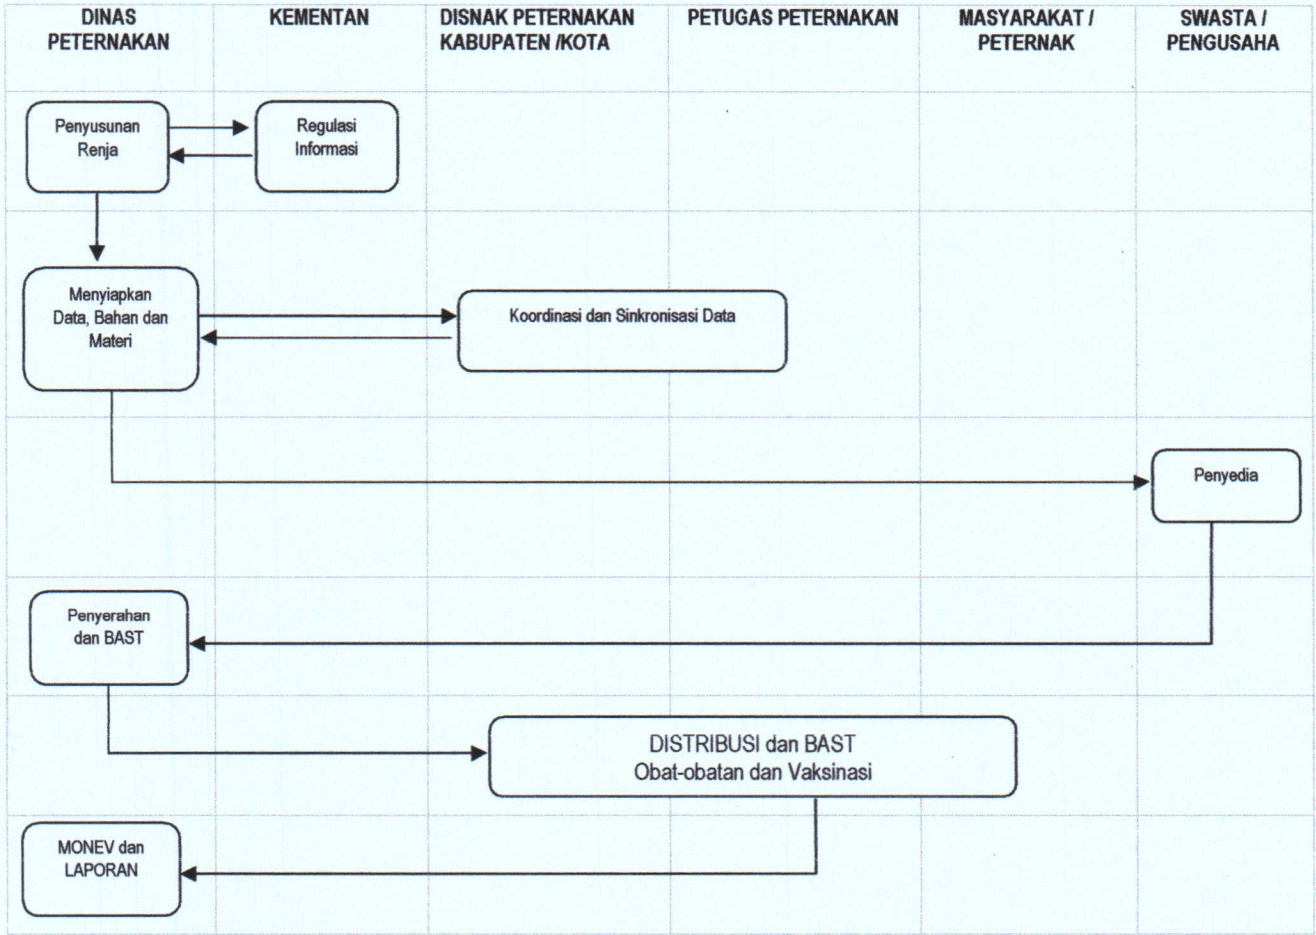 DINAS
PETERNAKAN
KEMENTAN
DISNAK PETERNAKAN
KABUPATEN /KOTA
PETUGAS PETERNAKAN
MASYARAKAT /
PETERNAK
SWASTA /
PENGUSAHA
Penyusunan
Renja
Regulasi
Informasi
Menyiapkan
Data, Bahan dan
Materi
Koordinasi dan Sinkronisasi Data
Penyedia
Penyerahan
dan BAST
DISTRIBUSI dan BAST
Obat-obatan dan Vaksinasi
MONEV dan
LAPORAN